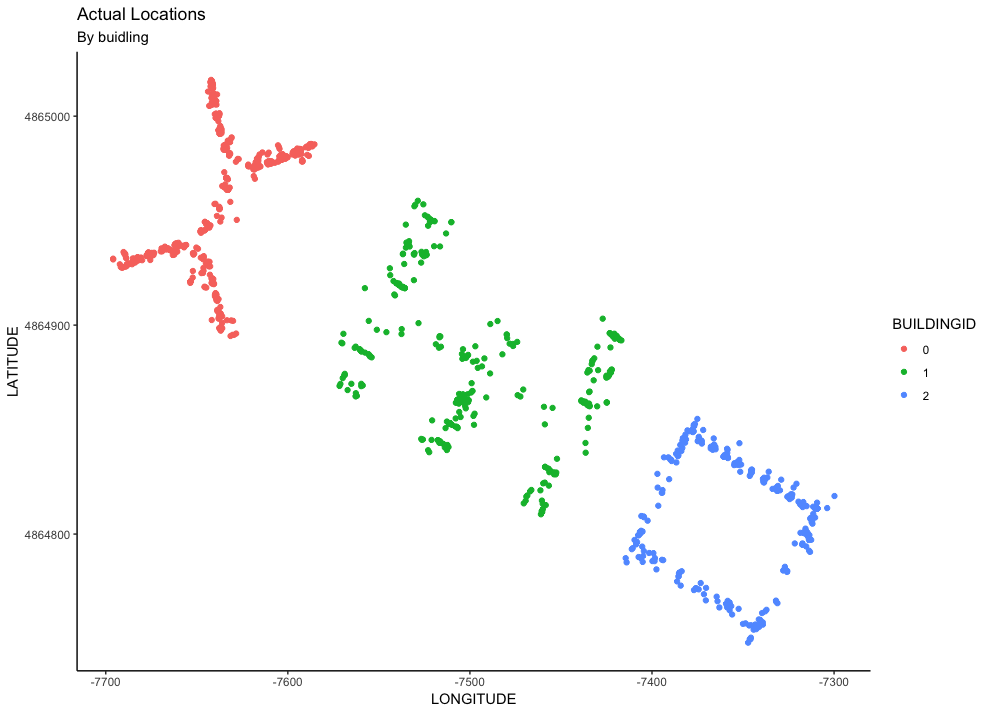 Actual Locations
By buidling
4865000
4864900
4864800
LATITUDE
-7700
-7600
-7500
-7400
-7300
LONGITUDE
BUILDINGID
0
1
2